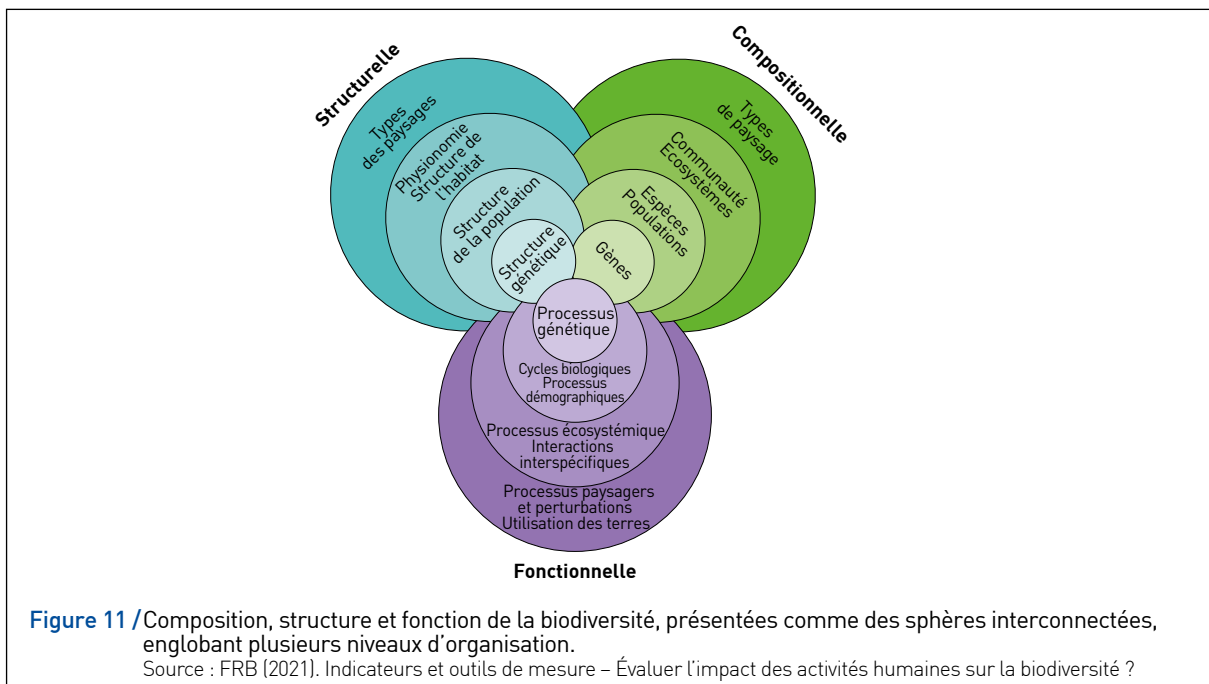 Structurelle
Compositionnelle
Types
des paysages
Physionomie
Structure de
l'habitat
Structure
de la population
Structure
génétique
Types
de paysage
Communauté
Ecosystèmes
Espèces
Populations
Gènes
Processus
génétique
Cycles biologiques
Processus
démographiques
Processus écosystémique
Interactions
interspécifiques
Processus paysagers
et perturbations
Utilisation des terres
Fonctionnelle
Figure 11 / Composition, structure et fonction de la biodiversité, présentées comme des sphères interconnectées,
englobant plusieurs niveaux d'organisation.
Source : FRB (2021). Indicateurs et outils de mesure – Évaluer l'impact des activités humaines sur la biodiversité ?